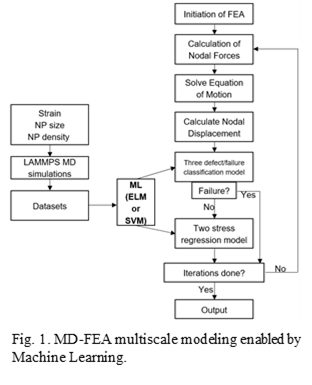 Initiation of FEA
Calculation of
Nodal Forces
Solve Equation
of Motion
Calculate Nodal
Displacement
Strain
NP size
NP density
LAMMPS MD
simulations
Datasets
ML
(ELM
or
SVM)
Three defect/failure
classification model
Failure?
Yes
No
Two stress
regression model
Iterations done?
No
Yes
Output
Fig. 1. MD-FEA multiscale modeling enabled by
Machine Learning.